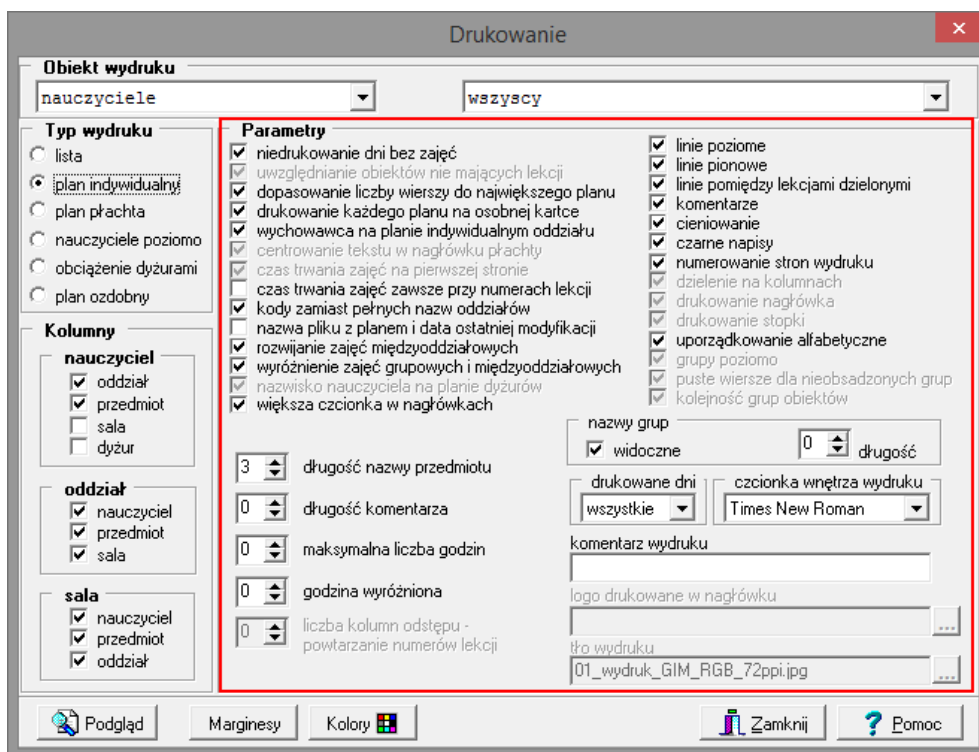 Drukowanie
Obiekt wydruku
nauczyciele
wszyscy
Typ wydruku
lista
plan indywidualny
plan płachta
nauczyciele poziomo
obciążenie dyżurami
plan ozdobny
Kolumny
nauczyciel
oddział
przedmiot
sala
dyżur
oddział
nauczyciel
przedmiot
sala
sala
nauczyciel
przedmiot
oddział
Parametry
niedrukowanie dni bez zajęć
uwzględnianie obiektów nie mających lekcji
dopasowanie liczby wierszy do największego planu
drukowanie każdego planu na osobnej kartce
wychowawca na planie indywidualnym oddziału
centrowanie tekstu w nagłówku płachty
czas trwania zajęć na pierwszej stronie
czas trwania zajęć zawsze przy numerach lekcji
kody zamiast pełnych nazw oddziałów
nazwa pliku z planem i data ostatniej modyfikacji
rozwijanie zajęć międzyoddziałowych
wyróżnienie zajęć grupowych i międzyoddziałowych
nazwisko nauczyciela na planie dyżurów
większa czcionka w nagłówkach
linie poziome
linie pionowe
linie pomiędzy lekcjami dzielonymi
komentarze
cieniowanie
czarne napisy
numerowanie stron wydruku
dzielenie na kolumnach
drukowanie nagłówka
drukowanie stopki
uporządkowanie alfabetyczne
grupy poziomo
puste wiersze dla nieobsadzonych grup
kolejność grup obiektów
3 długość nazwy przedmiotu
0 długość komentarza
0 maksymalna liczba godzin
0 godzina wyróżniona
0 liczba kolumn odstępu -
powtarzanie numerów lekcji
nazwy grup
widoczne
0 długość
drukowane dni
wszystkie
czcionka wnętrza wydruku
Times New Roman
komentarz wydruku
logo drukowane w nagłówku
...
tło wydruku
01_wydruk_GIM_RGB_72ppi.jpg
...
Podgląd
Marginesy
Kolory
Zamknij
? Pomoc